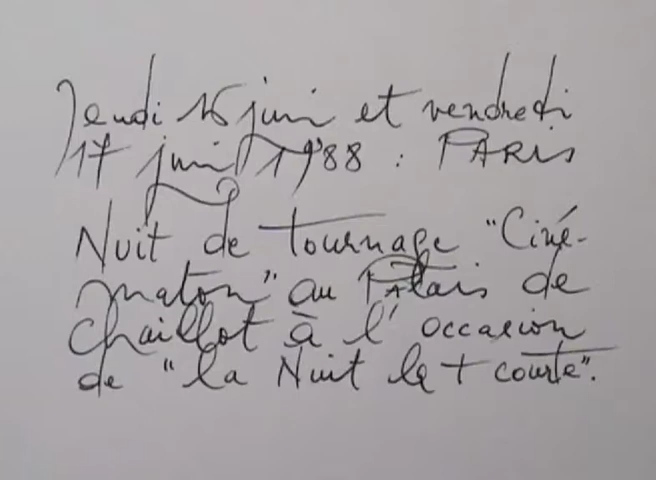 Jeudi 16 juin et vendredi
17 juin 1988 : PARIS
Nuit de tournage "Ciné-
maton" au Palais de
Chaillot à l'occasion
de "la Nuit la + courte".